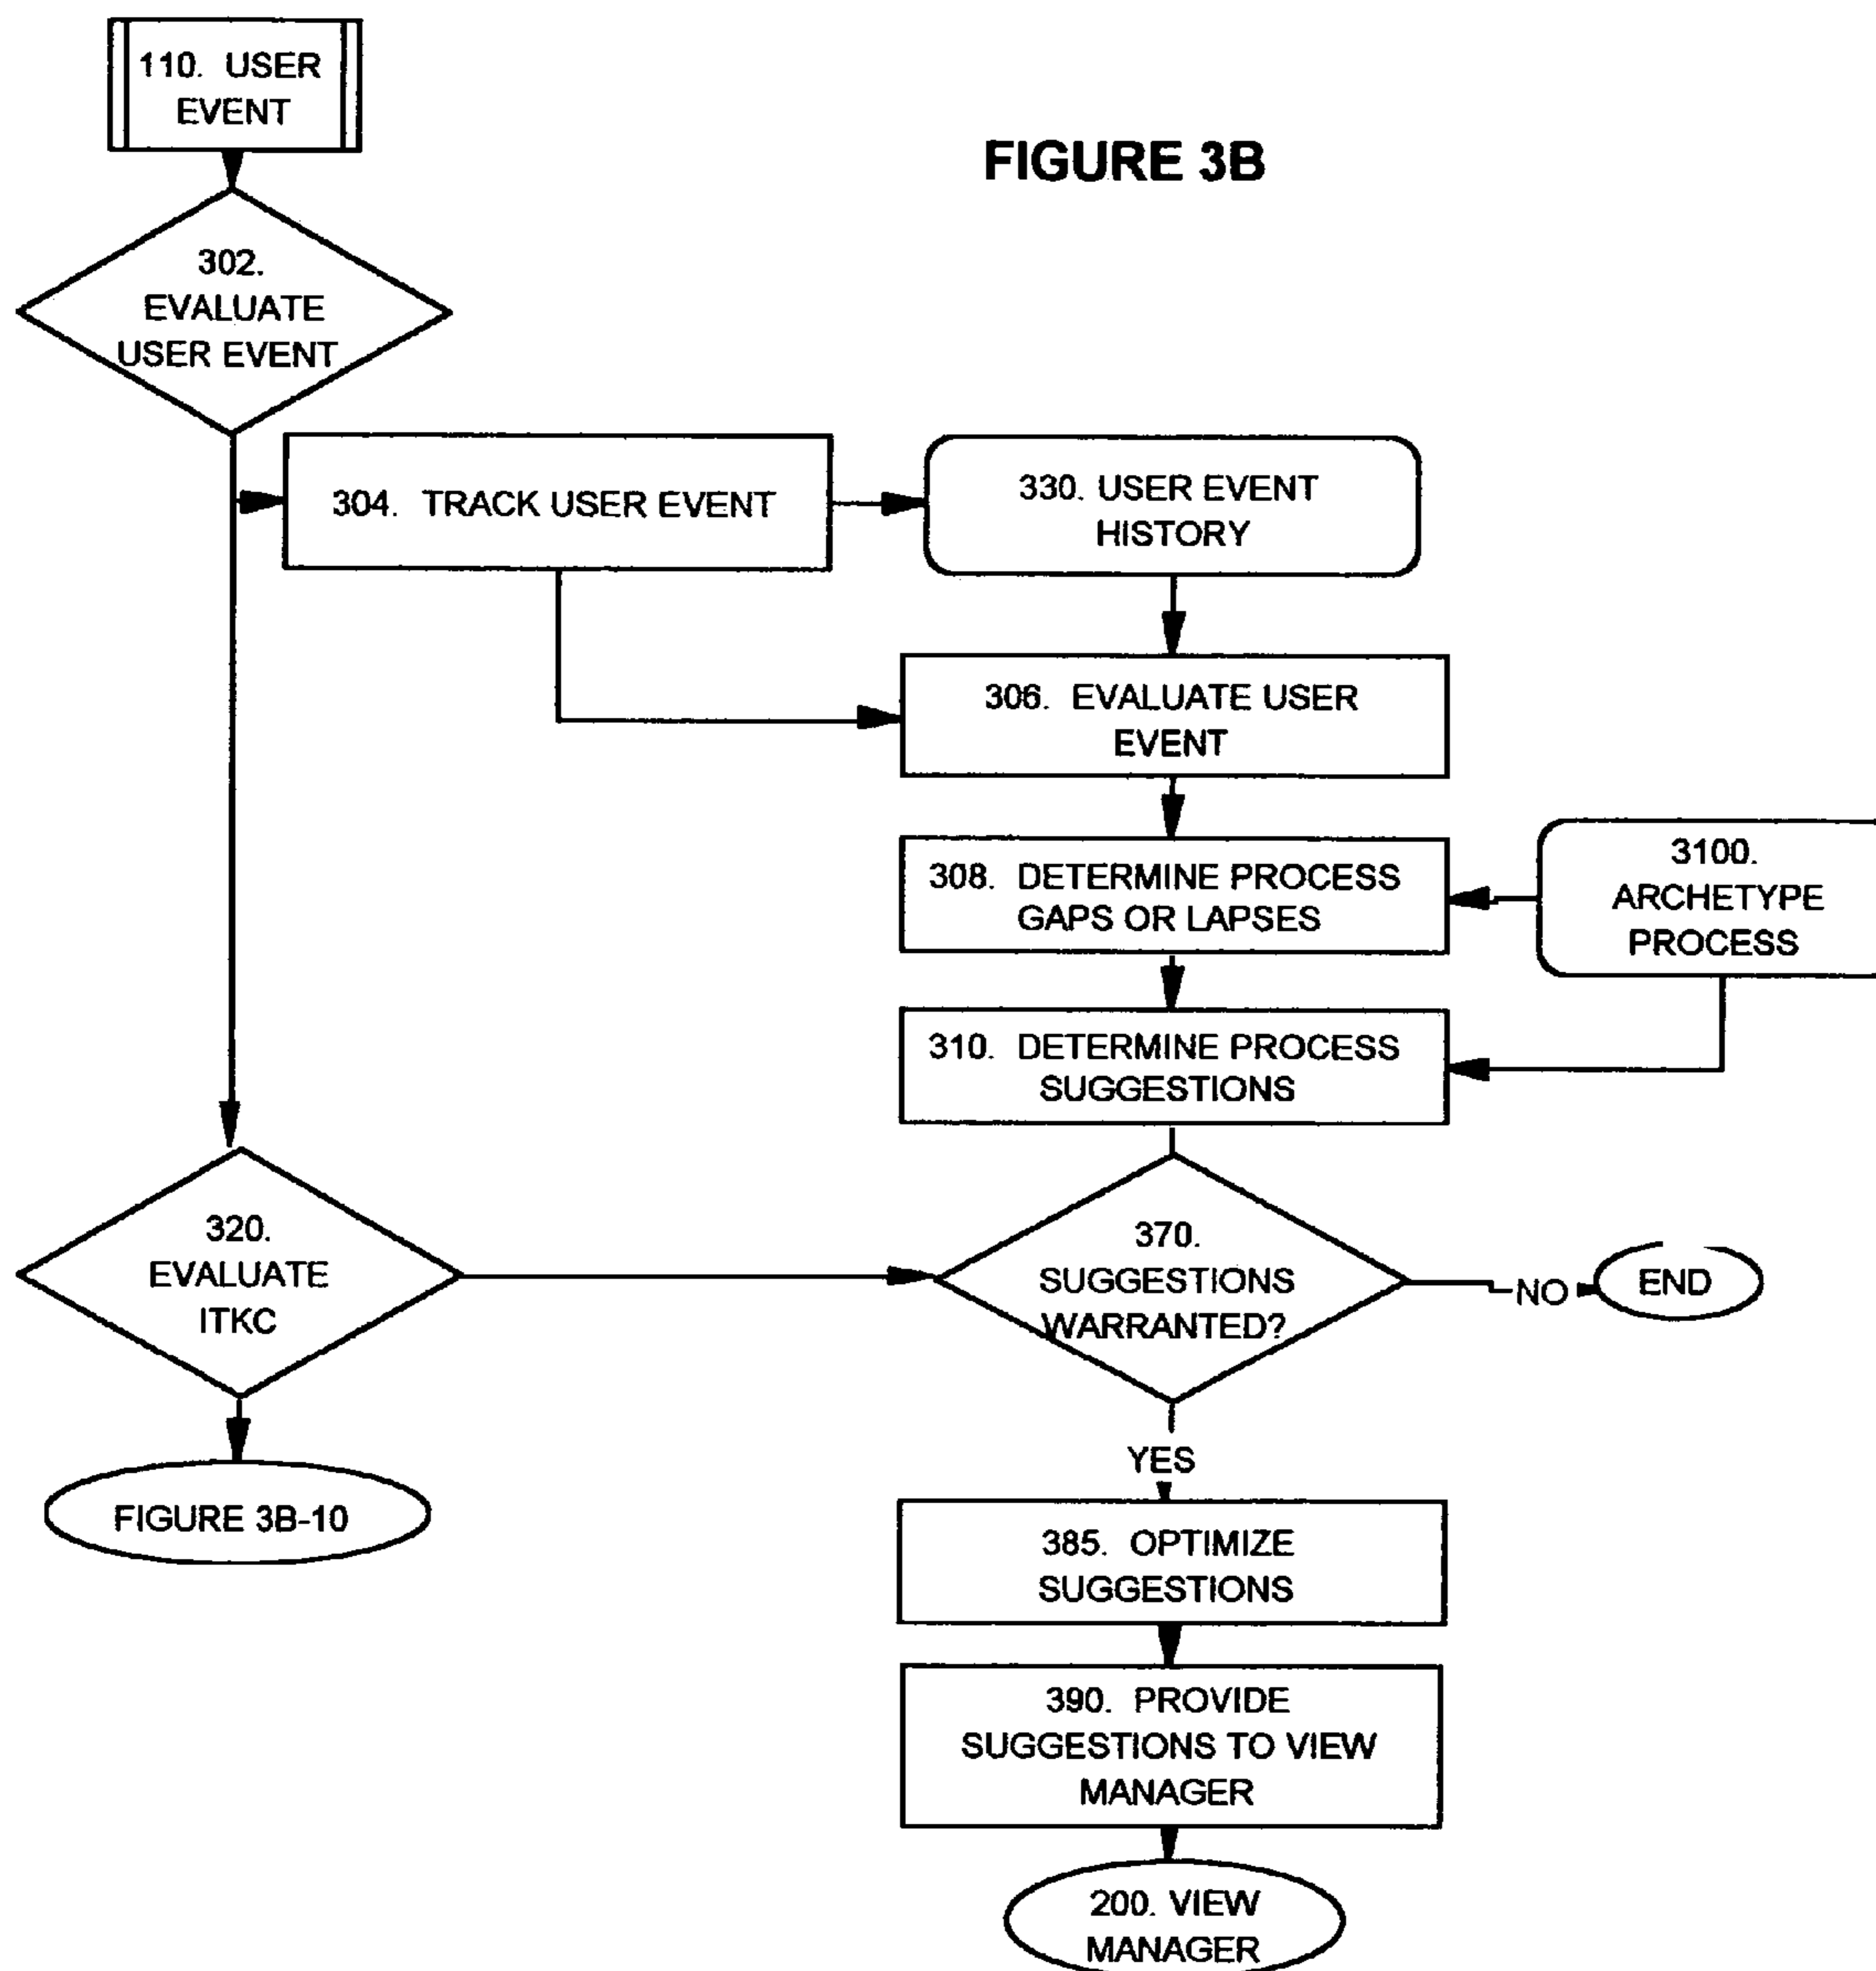 110. USER
EVENT
FIGURE 3B
302.
EVALUATE
USER EVENT
304. TRACK USER EVENT
330. USER EVENT
HISTORY
306. EVALUATE USER
EVENT
308. DETERMINE PROCESS
GAPS OR LAPSES
3100.
ARCHETYPE
PROCESS
310. DETERMINE PROCESS
SUGGESTIONS
320.
EVALUATE
ITKC
370.
SUGGESTIONS
WARRANTED?
NO
END
YES
FIGURE 3B-10
385. OPTIMIZE
SUGGESTIONS
390. PROVIDE
SUGGESTIONS TO VIEW
MANAGER
200. VIEW
MANAGER